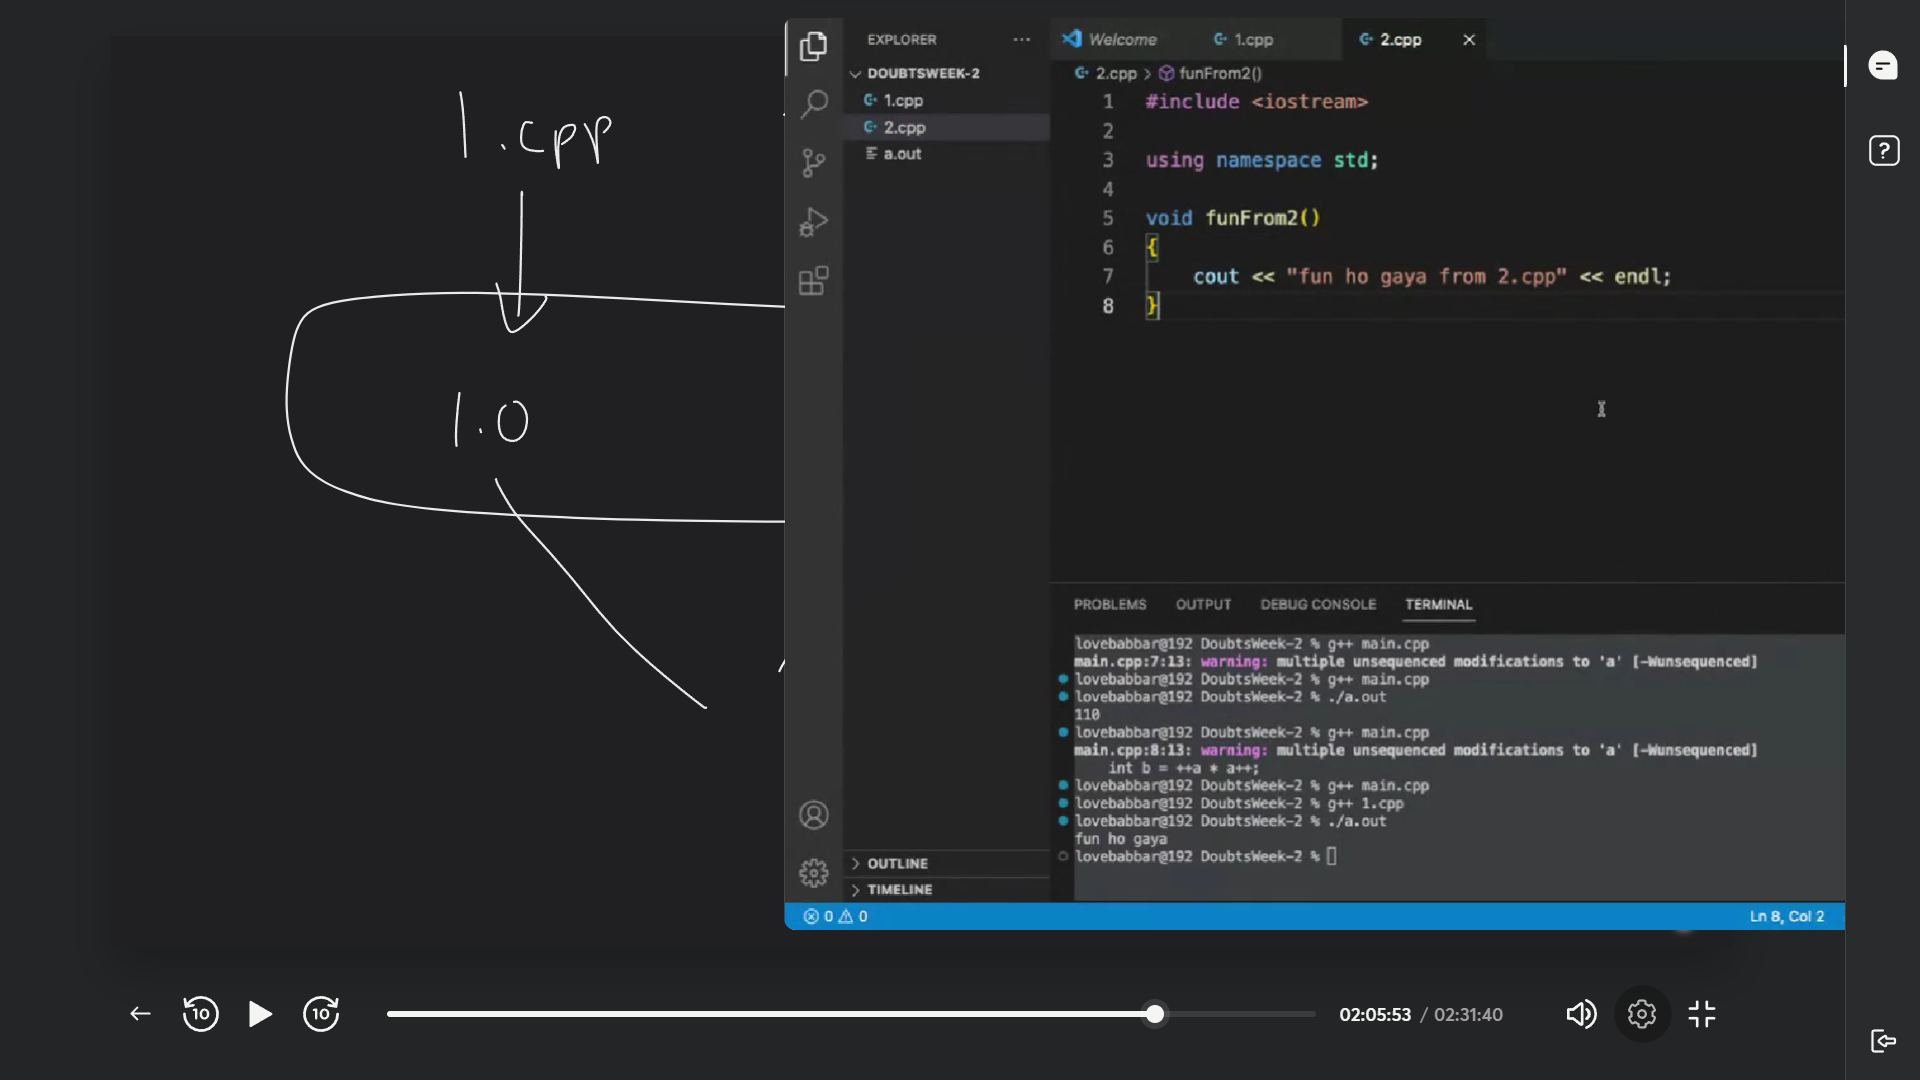 1.cpp
1.0
EXPLORER
DOUBTSWEEK-2
1.cpp
2.cpp
a.out
OUTLINE
TIMELINE
Welcome
1.cpp
2.cpp
2.cpp > funFrom2()
1 #include <iostream>
2
3 using namespace std;
4
5 void funFrom2()
6 {
7 cout << "fun ho gaya from 2.cpp" << endl;
8 }
PROBLEMS OUTPUT DEBUG CONSOLE TERMINAL
lovebabbar@192 DoubtsWeek-2 % g++ main.cpp
main.cpp:7:13: warning: multiple unsequenced modifications to 'a' [-Wunsequenced]
lovebabbar@192 DoubtsWeek-2 % g++ main.cpp
lovebabbar@192 DoubtsWeek-2 % ./a.out
110
lovebabbar@192 DoubtsWeek-2 % g++ main.cpp
main.cpp:8:13: warning: multiple unsequenced modifications to 'a' [-Wunsequenced]
int b = ++a * a++;
lovebabbar@192 DoubtsWeek-2 % g++ main.cpp
lovebabbar@192 DoubtsWeek-2 % g++ 1.cpp
lovebabbar@192 DoubtsWeek-2 % ./a.out
fun ho gaya
lovebabbar@192 DoubtsWeek-2 %
0 0
Ln 8, Col 2
10
10
02:05:53 / 02:31:40